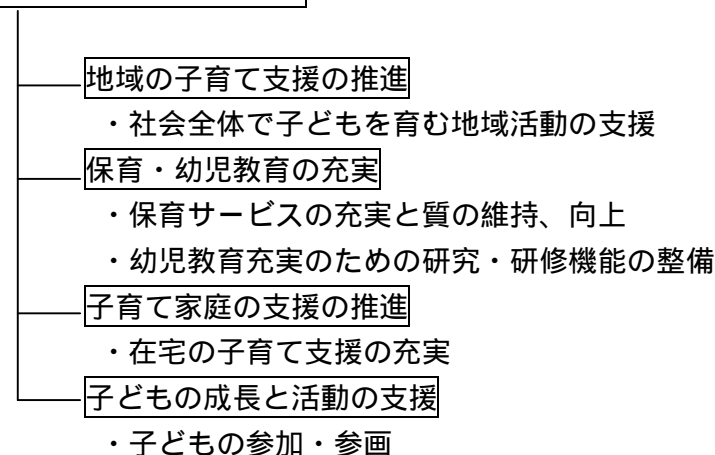 地域の子育て支援の推進
・社会全体で子どもを育む地域活動の支援
保育・幼児教育の充実
・保育サービスの充実と質の維持、向上
・幼児教育充実のための研究・研修機能の整備
子育て家庭の支援の推進
・在宅の子育て支援の充実
子どもの成長と活動の支援
・子どもの参加・参画